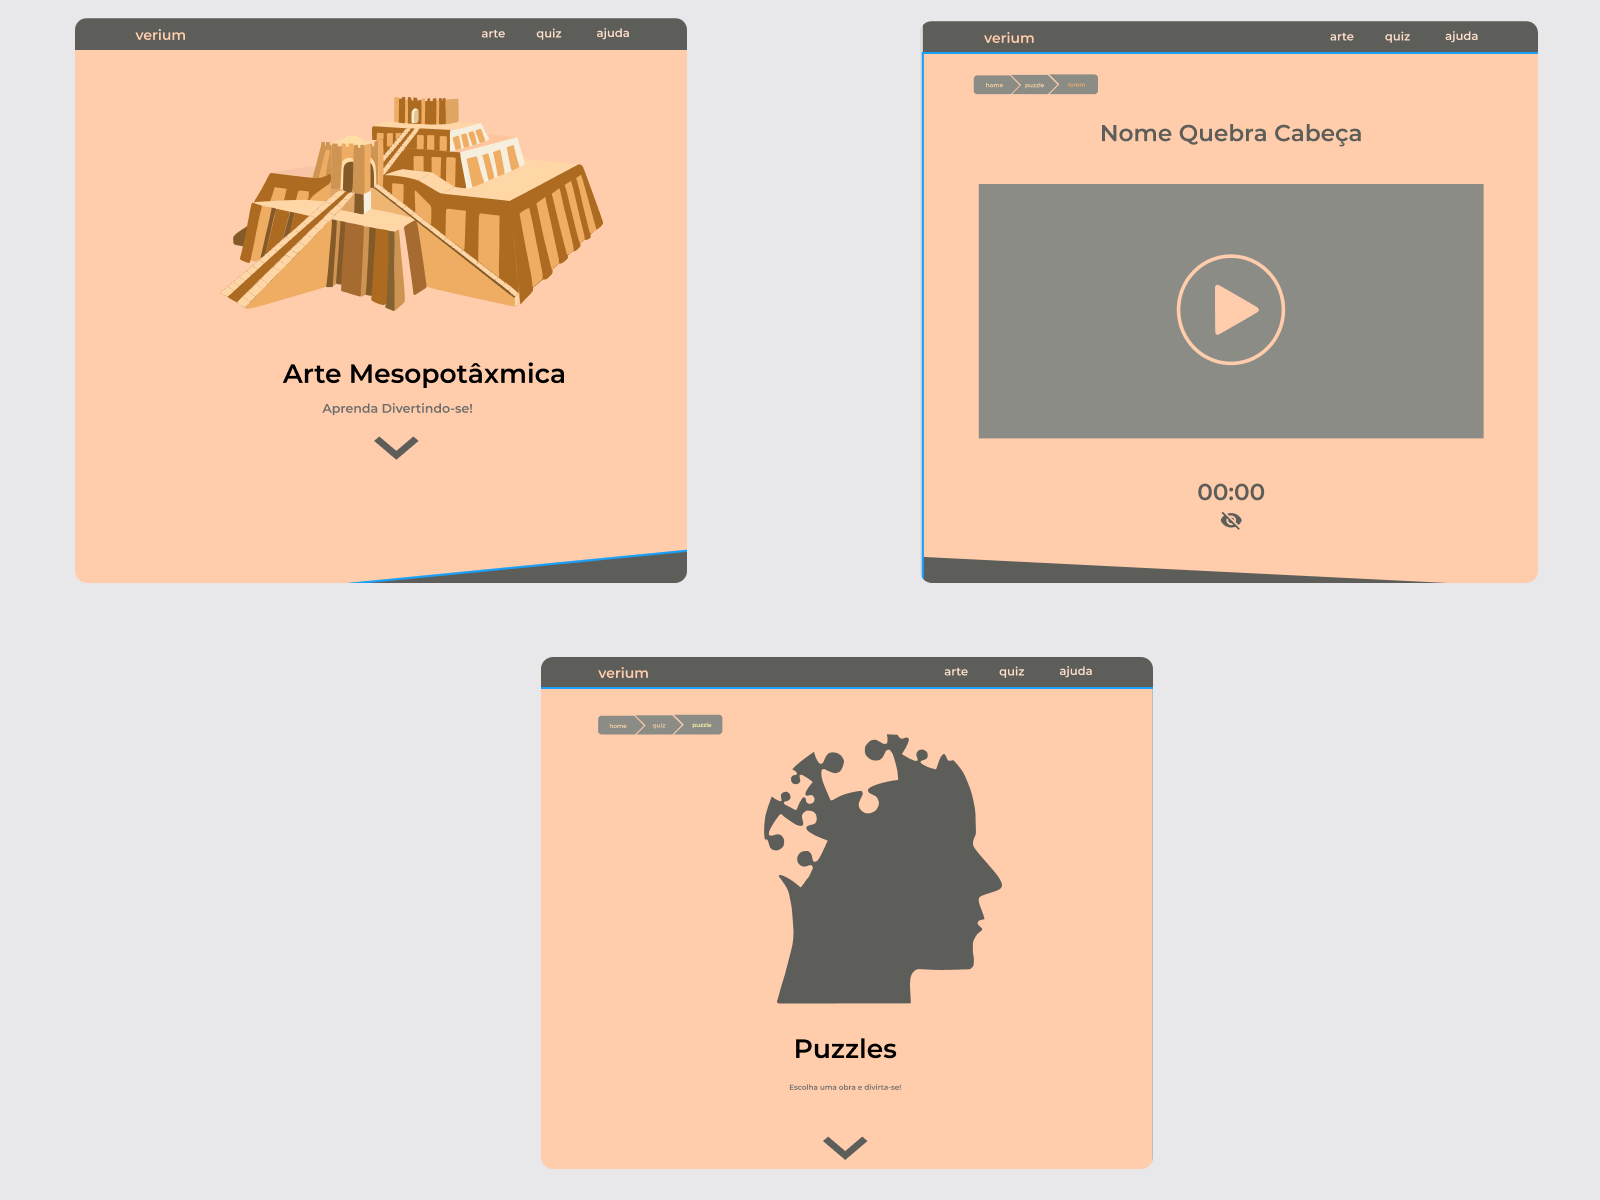 verium arte quiz ajuda
Arte Mesopotâxmica
Aprenda Divertindo-se!
verium arte quiz ajuda
home puzzle lorem
Nome Quebra Cabeça
00:00
verium arte quiz ajuda
home quiz puzzle
Puzzles
Escolha uma obra e divirta-se!